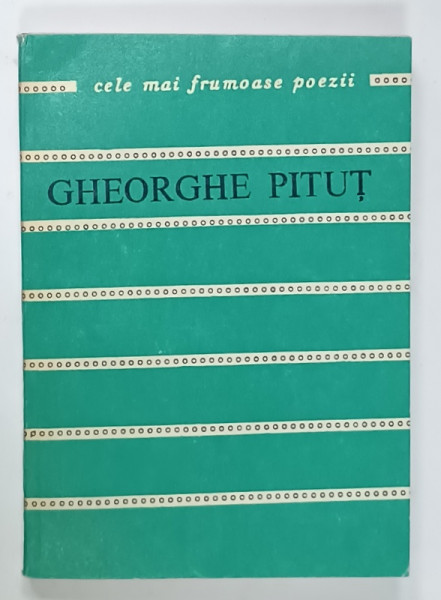 cele mai frumoase poezii
GHEORGHE PITUȚ